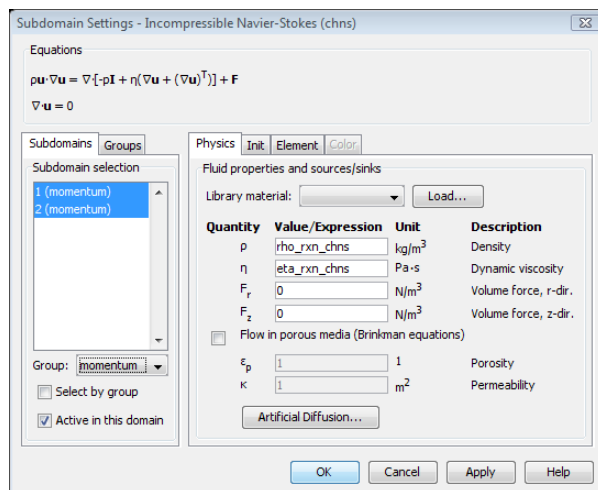 Subdomain Settings - Incompressible Navier-Stokes (chns)
Equations
ρu·∇u = ∇·[-pI + η(∇u + (∇u)ᵀ)] + F
∇·u = 0
Subdomains Groups
Subdomain selection
1 (momentum)
2 (momentum)
Group: momentum
Select by group
Active in this domain
Physics Init Element Color
Fluid properties and sources/sinks
Library material: Load...
Quantity Value/Expression Unit Description
ρ rho_rxn_chns kg/m³ Density
η eta_rxn_chns Pa·s Dynamic viscosity
Fr 0 N/m³ Volume force, r-dir.
Fz 0 N/m³ Volume force, z-dir.
Flow in porous media (Brinkman equations)
εp 1 1 Porosity
κ 1 m² Permeability
Artificial Diffusion...
OK Cancel Apply Help